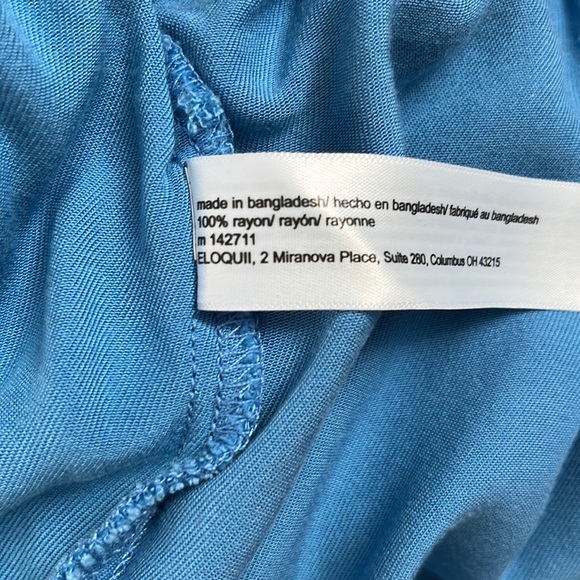 made in bangladesh/ hecho en bangladesh/ fabriqué au bangladesh
100% rayon/ rayón/ rayonne
m 142711
ELOQUII, 2 Miranova Place, Suite 280, Columbus OH 43215